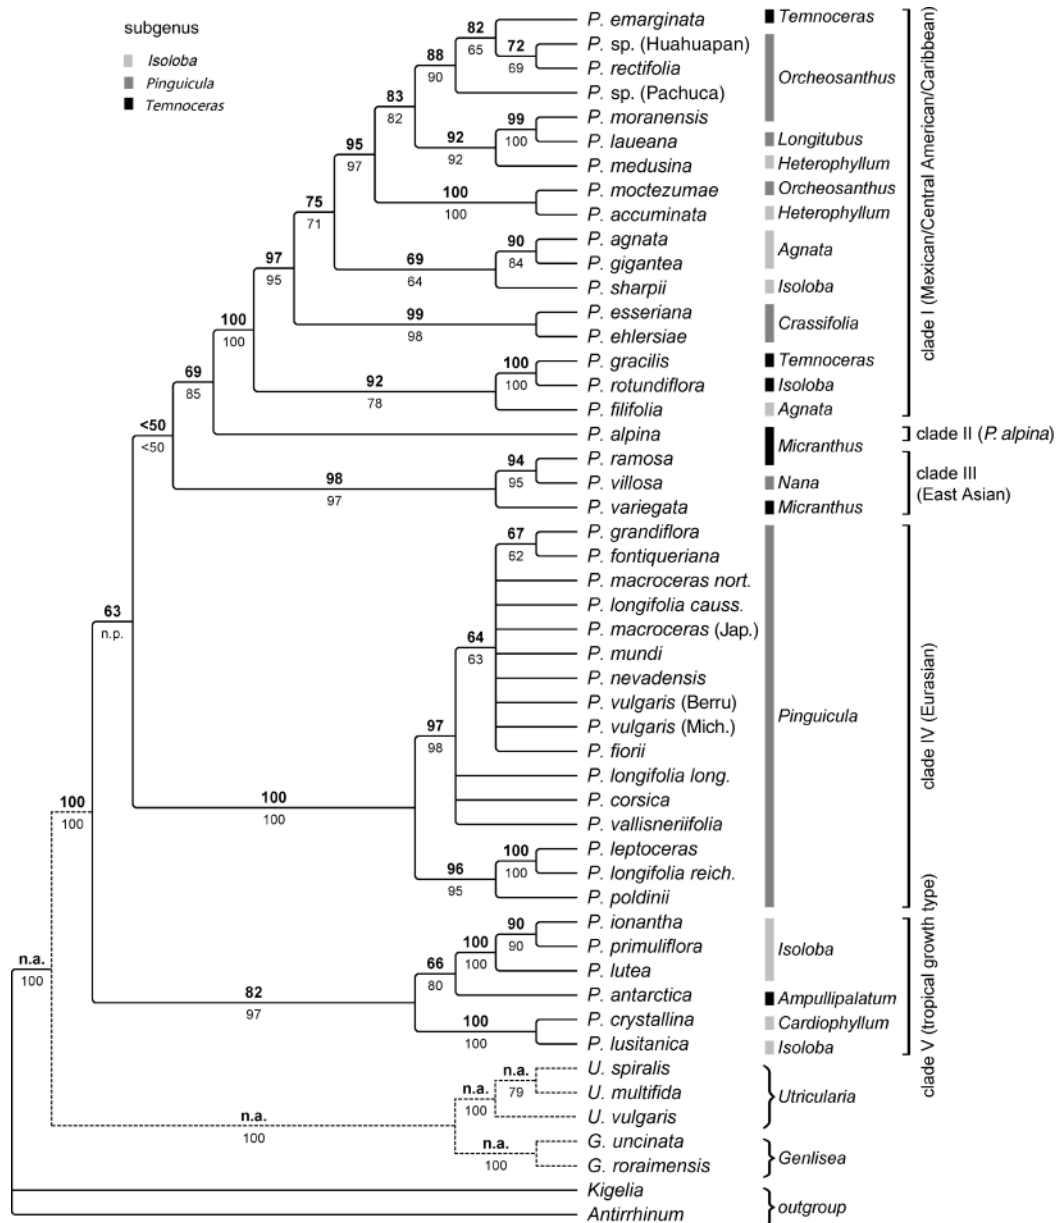 subgenus
Isoloba
Pinguicula
Temnoceras
P. emarginata
P. sp. (Huahuapan)
P. rectifolia
P. sp. (Pachuca)
P. moranensis
P. laueana
P. medusina
P. moctezumae
P. accuminata
P. agnata
P. gigantea
P. sharpii
P. esseriana
P. ehlersiae
P. gracilis
P. rotundiflora
P. filifolia
P. alpina
P. ramosa
P. villosa
P. variegata
P. grandiflora
P. fontiqueriana
P. macroceras nort.
P. longifolia causs.
P. macroceras (Jap.)
P. mundi
P. nevadensis
P. vulgaris (Berru)
P. vulgaris (Mich.)
P. fiorii
P. longifolia long.
P. corsica
P. vallisneriifolia
P. leptoceras
P. longifolia reich.
P. poldinii
P. ionantha
P. primuliflora
P. lutea
P. antarctica
P. crystallina
P. lusitanica
U. spiralis
U. multifida
U. vulgaris
G. uncinata
G. roraimensis
Kigelia
Antirrhinum
82
65
72
69
88
90
83
82
99
100
92
92
95
97
100
100
75
71
90
84
69
64
97
95
99
98
100
100
100
100
92
78
69
85
<50
<50
94
95
98
97
67
62
63
n.p.
64
63
97
98
100
100
100
100
100
100
96
95
90
90
100
100
66
80
n.a.
100
82
97
100
100
n.a.
79
n.a.
100
n.a.
100
n.a.
100
Temnoceras
Orcheosanthus
Longitubus
Heterophyllum
Orcheosanthus
Heterophyllum
Agnata
Isoloba
Crassifolia
Temnoceras
Isoloba
Agnata
Micranthus
Nana
Micranthus
Pinguicula
Isoloba
Ampullipalatum
Cardiophyllum
Isoloba
Utricularia
Genlisea
outgroup
clade I (Mexican/Central American/Caribbean)
clade II (P. alpina)
clade III
(East Asian)
clade IV (Eurasian)
clade V (tropical growth type)